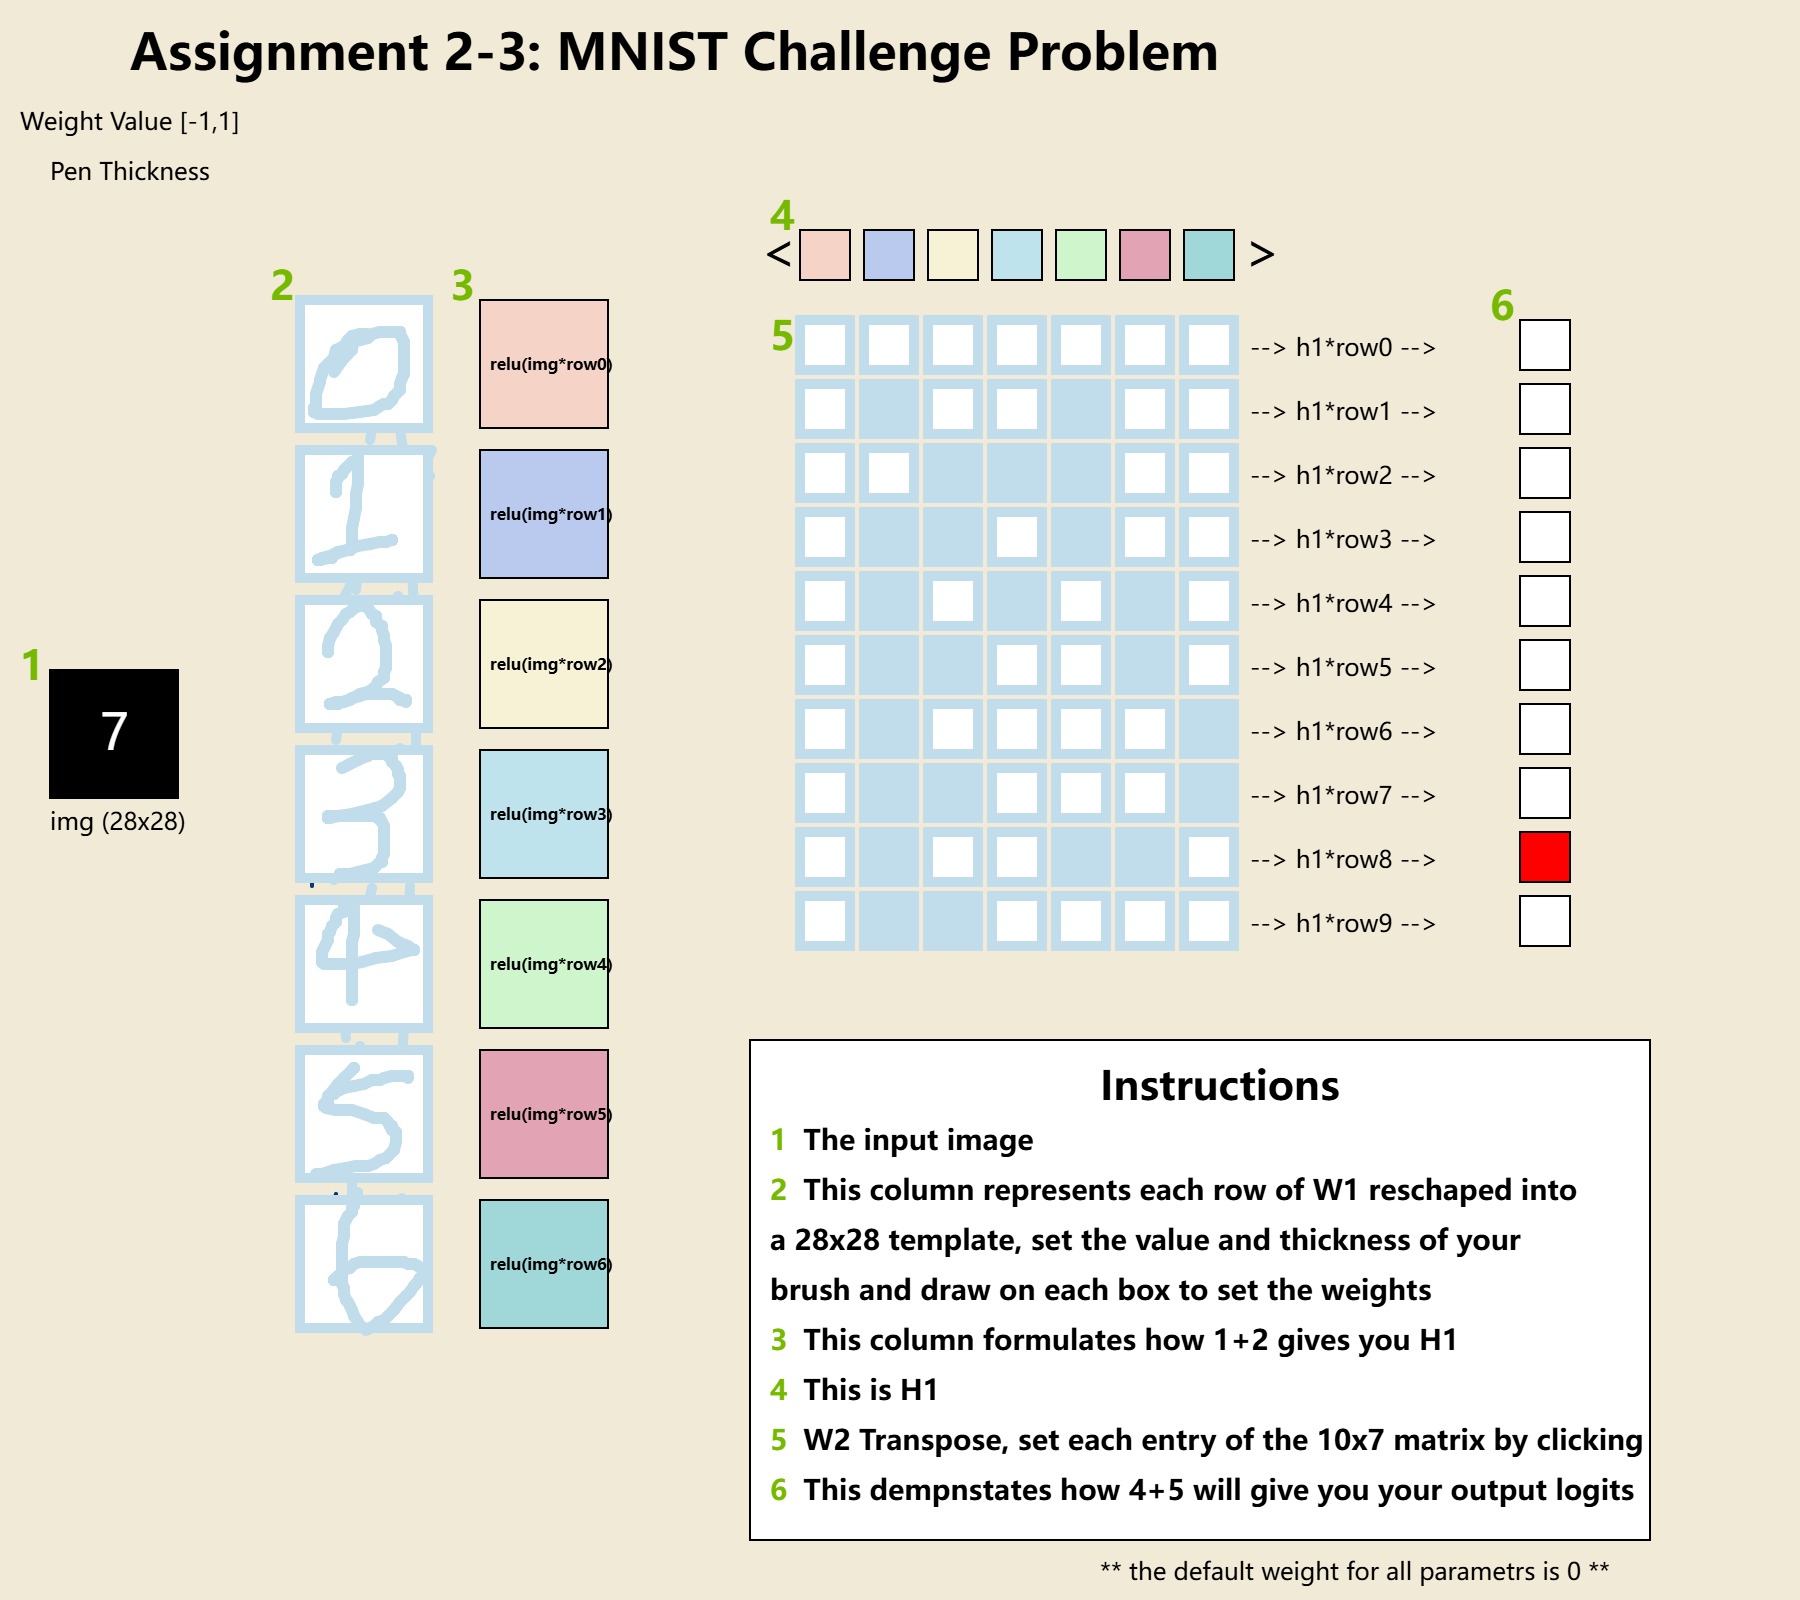 Assignment 2-3: MNIST Challenge Problem
Weight Value [-1,1]
Pen Thickness
4
< >
2 3
5 6
0 relu(img*row0)
1 relu(img*row1)
2 relu(img*row2)
3 relu(img*row3)
4 relu(img*row4)
5 relu(img*row5)
6 relu(img*row6)
1
7
img (28x28)
--> h1*row0 -->
--> h1*row1 -->
--> h1*row2 -->
--> h1*row3 -->
--> h1*row4 -->
--> h1*row5 -->
--> h1*row6 -->
--> h1*row7 -->
--> h1*row8 -->
--> h1*row9 -->
Instructions
1 The input image
2 This column represents each row of W1 reschaped into
a 28x28 template, set the value and thickness of your
brush and draw on each box to set the weights
3 This column formulates how 1+2 gives you H1
4 This is H1
5 W2 Transpose, set each entry of the 10x7 matrix by clicking
6 This dempnstates how 4+5 will give you your output logits
** the default weight for all parametrs is 0 **